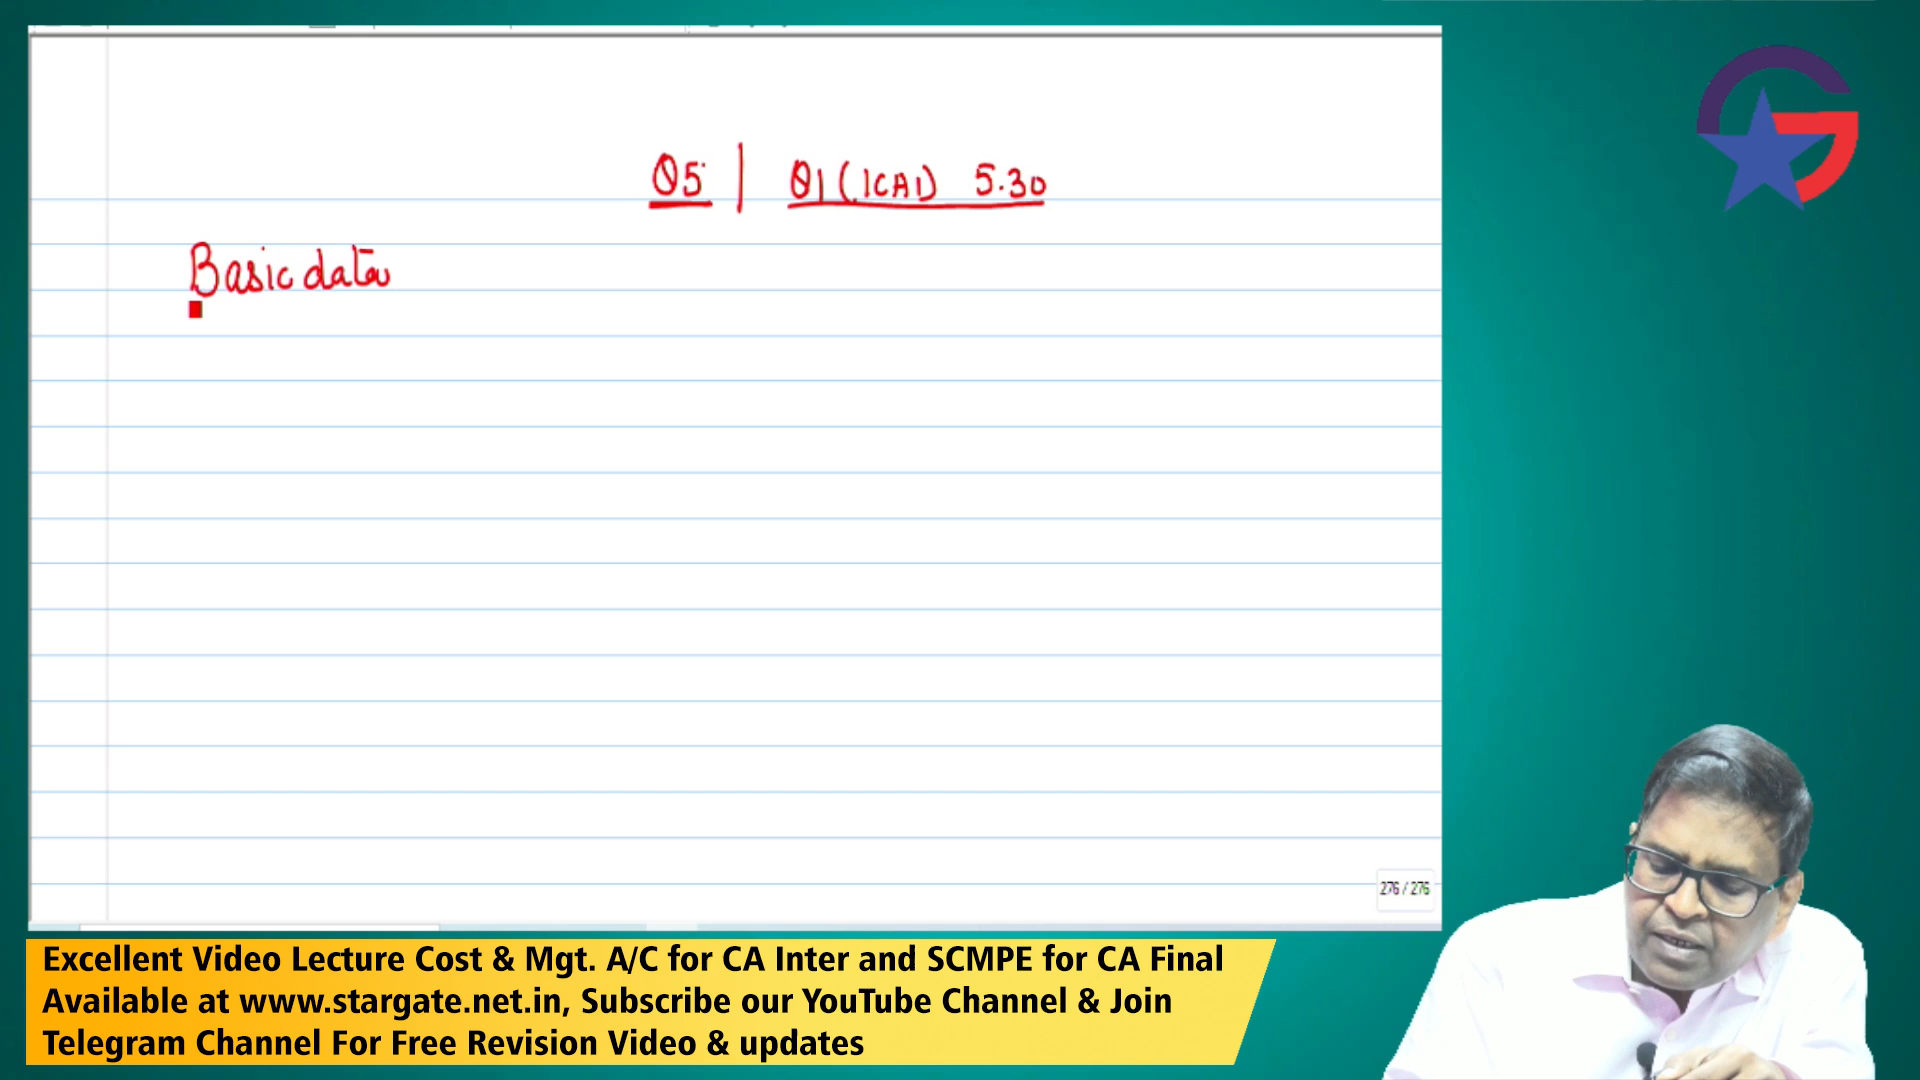 Q5 | Q1 (ICAI) 5.30
Basic data
276 / 276
Excellent Video Lecture Cost & Mgt. A/C for CA Inter and SCMPE for CA Final
Available at www.stargate.net.in, Subscribe our YouTube Channel & Join
Telegram Channel For Free Revision Video & updates